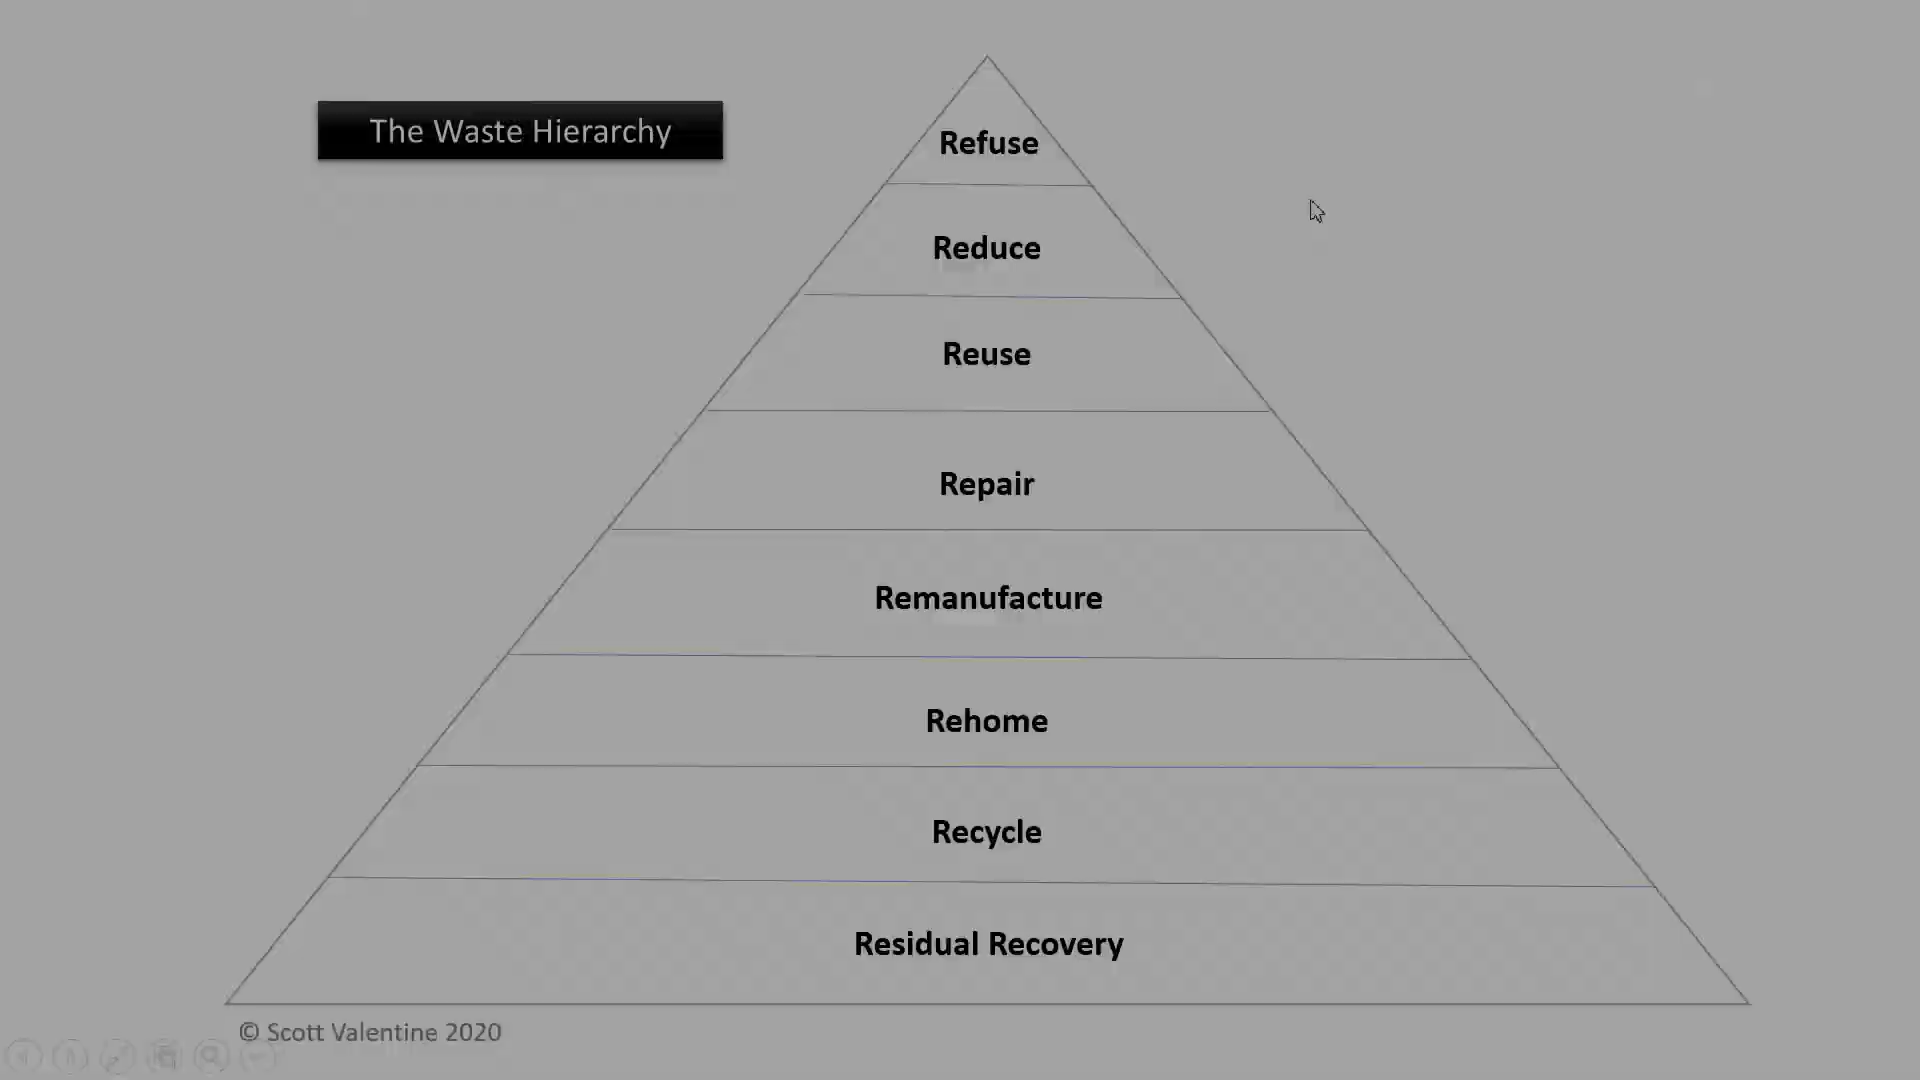 The Waste Hierarchy
Refuse
Reduce
Reuse
Repair
Remanufacture
Rehome
Recycle
Residual Recovery
© Scott Valentine 2020